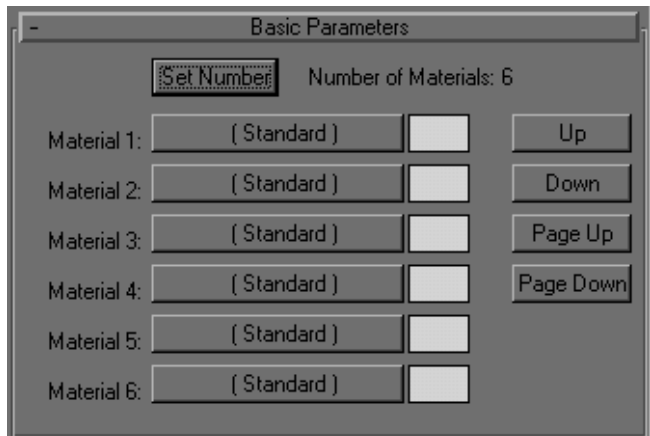 - Basic Parameters
Set Number Number of Materials: 6
Material 1: ( Standard ) Up
Material 2: ( Standard ) Down
Material 3: ( Standard ) Page Up
Material 4: ( Standard ) Page Down
Material 5: ( Standard )
Material 6: ( Standard )